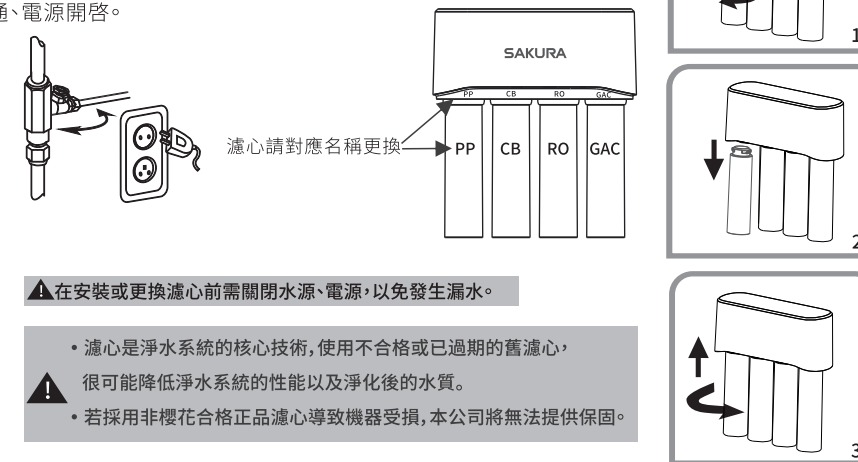 通、電源開啓。
SAKURA
PP CB RO GAC
濾心請對應名稱更換
PP CB RO GAC
1
2
3
在安裝或更換濾心前需關閉水源、電源,以免發生漏水。
• 濾心是淨水系統的核心技術,使用不合格或已過期的舊濾心,
很可能降低淨水系統的性能以及淨化後的水質。
• 若採用非櫻花合格正品濾心導致機器受損,本公司將無法提供保固。